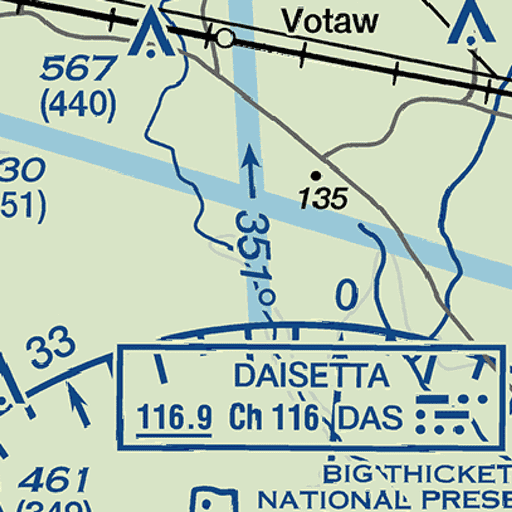 Votaw
567
(440)
30
51)
135
351°
0
33
DAISETTA
116.9 Ch 116 DAS
461
(349)
BIG THICKET
NATIONAL PRESE